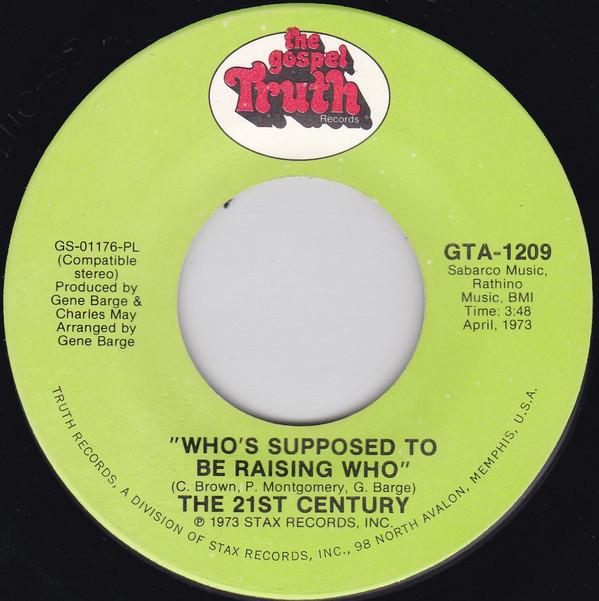 the
gospel
Truth
Records
GS-01176-PL
(Compatible
stereo)
Produced by
Gene Barge &
Charles May
Arranged by
Gene Barge
GTA-1209
Sabarco Music,
Rathino
Music, BMI
Time: 3:48
April, 1973
"WHO'S SUPPOSED TO
BE RAISING WHO"
(C. Brown, P. Montgomery, G. Barge)
THE 21ST CENTURY
℗ 1973 STAX RECORDS, INC.
TRUTH RECORDS, A DIVISION OF STAX RECORDS, INC., 98 NORTH AVALON, MEMPHIS, U.S.A.